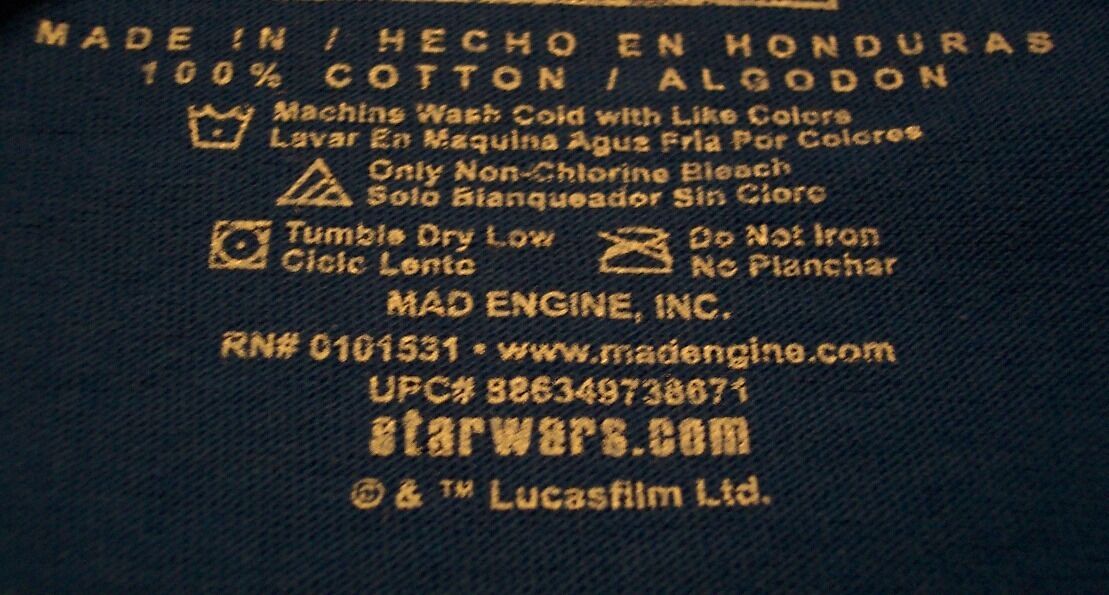 MADE IN / HECHO EN HONDURAS
100% COTTON / ALGODON
Machine Wash Cold with Like Colors
Lavar En Maquina Agua Fria Por Colores
Only Non-Chlorine Bleach
Solo Blanqueador Sin Cloro
Tumble Dry Low
Ciclo Lento
Do Not Iron
No Planchar
MAD ENGINE, INC.
RN# 0101531 • www.madengine.com
UPC#
starwars.com
© & ™ Lucasfilm Ltd.